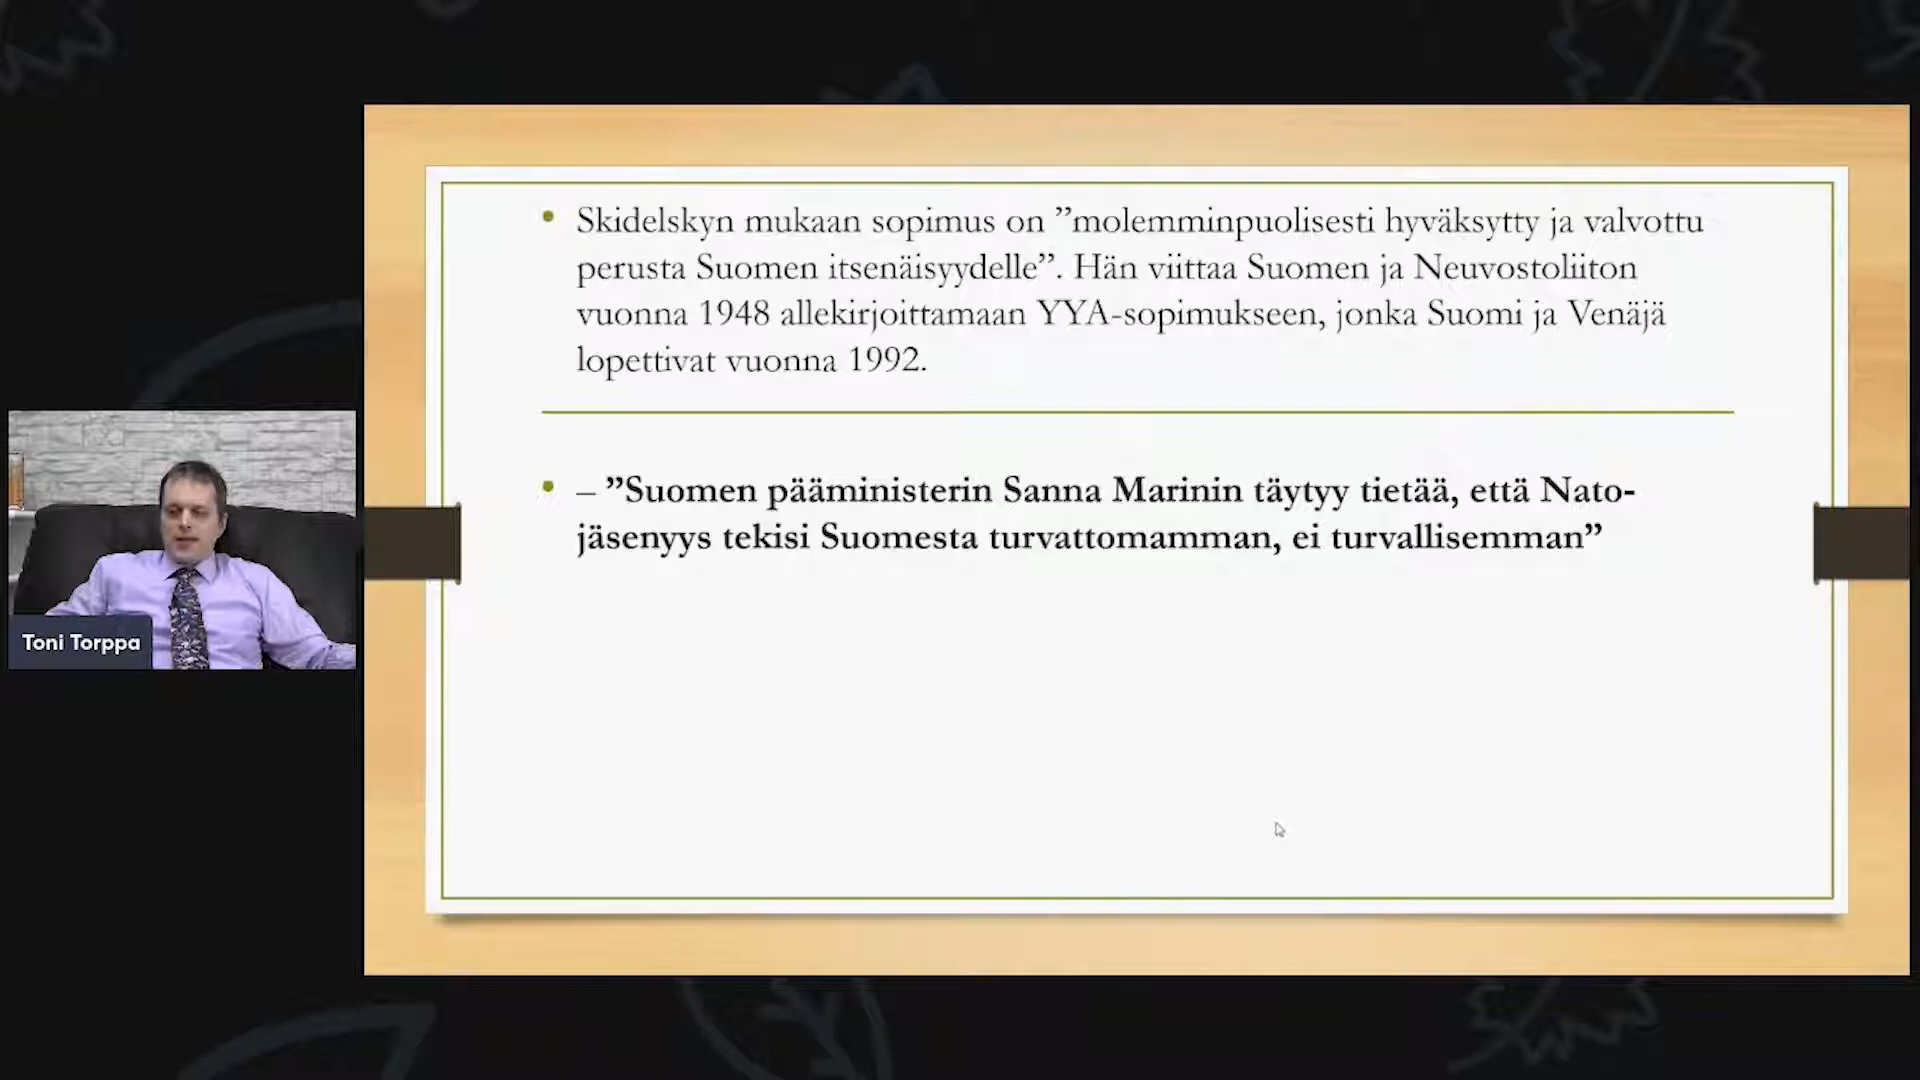 Skidelskyn mukaan sopimus on ”molemminpuolisesti hyväksytty ja valvottu
perusta Suomen itsenäisyydelle”. Hän viittaa Suomen ja Neuvostoliiton
vuonna 1948 allekirjoittamaan YYA-sopimukseen, jonka Suomi ja Venäjä
lopettivat vuonna 1992.
– ”Suomen pääministerin Sanna Marinin täytyy tietää, että Nato-
jäsenyys tekisi Suomesta turvattomamman, ei turvallisemman”
Toni Torppa